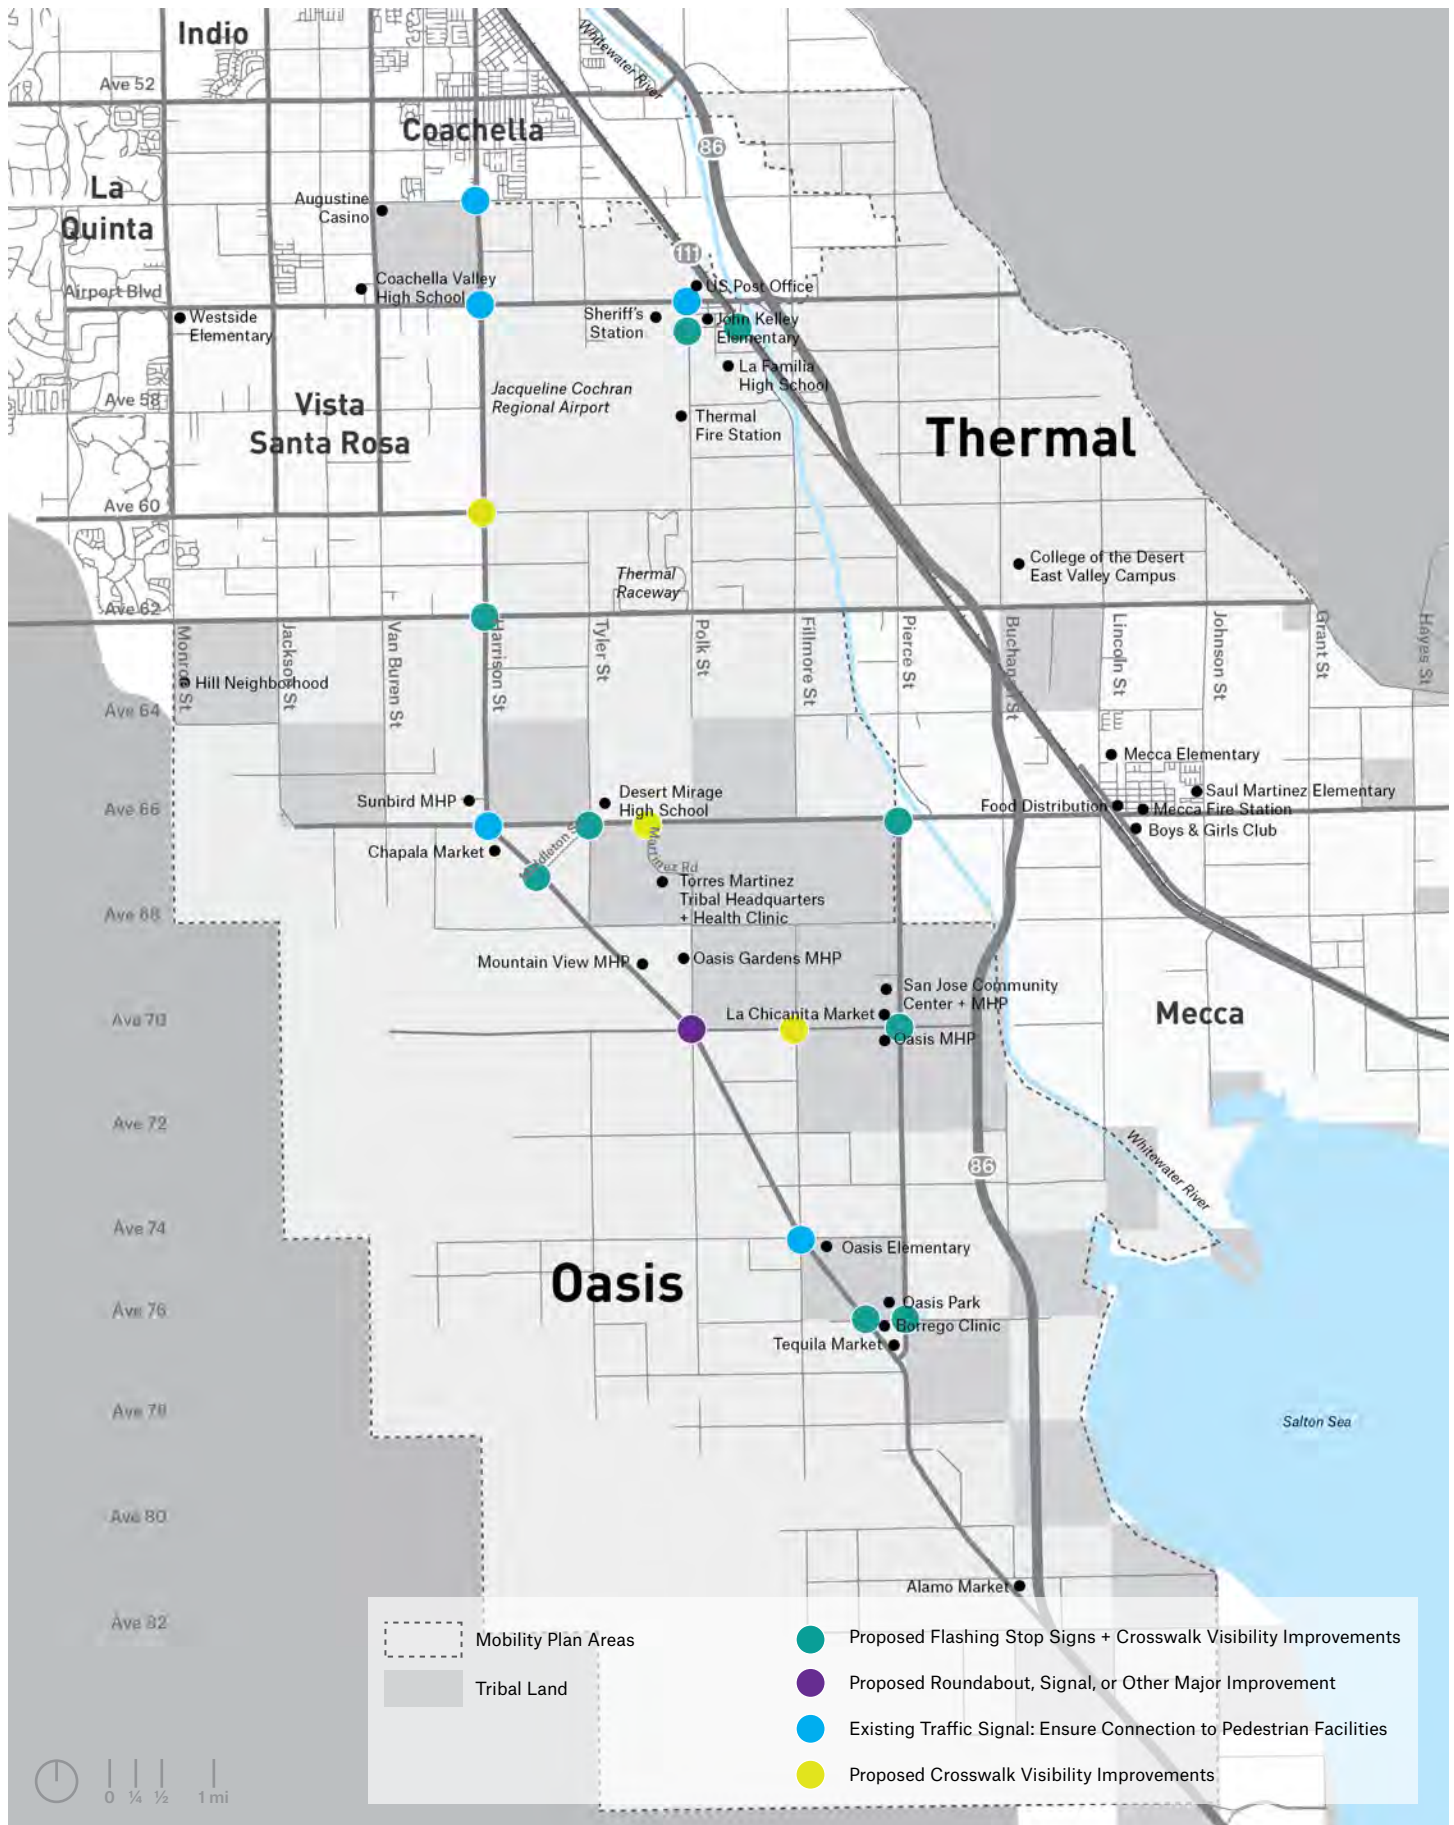 Indio
Whitewater River
Ave 52
Coachella
86
La
Quinta
Augustine
Casino
111
Coachella Valley
High School
Airport Blvd
US Post Office
Westside
Elementary
Sheriff's
Station
John Kelley
Elementary
La Familia
High School
Jacqueline Cochran
Regional Airport
Ave 58
Vista
Santa Rosa
Thermal
Fire Station
Thermal
Ave 60
College of the Desert
East Valley Campus
Thermal
Raceway
Ave 62
Monroe St
Jackson St
Van Buren St
Harrison St
Tyler St
Polk St
Fillmore St
Pierce St
Buchanan St
Lincoln St
Johnson St
Grant St
Hayes St
Hill Neighborhood
Ave 64
Mecca Elementary
Sunbird MHP
Desert Mirage
High School
Saul Martinez Elementary
Ave 66
Food Distribution
Mecca Fire Station
Boys & Girls Club
Chapala Market
Martinez Rd
Torres Martinez
Tribal Headquarters
+ Health Clinic
Ave 68
Mountain View MHP
Oasis Gardens MHP
San Jose Community
Center + MHP
La Chicanita Market
Ave 70
Oasis MHP
Mecca
Ave 72
Whitewater River
86
Ave 74
Oasis Elementary
Oasis
Oasis Park
Ave 76
Borrego Clinic
Tequila Market
Ave 78
Salton Sea
Ave 80
Alamo Market
Ave 82
Mobility Plan Areas
Tribal Land
Proposed Flashing Stop Signs + Crosswalk Visibility Improvements
Proposed Roundabout, Signal, or Other Major Improvement
Existing Traffic Signal: Ensure Connection to Pedestrian Facilities
Proposed Crosswalk Visibility Improvements
0 ¼ ½ 1 mi